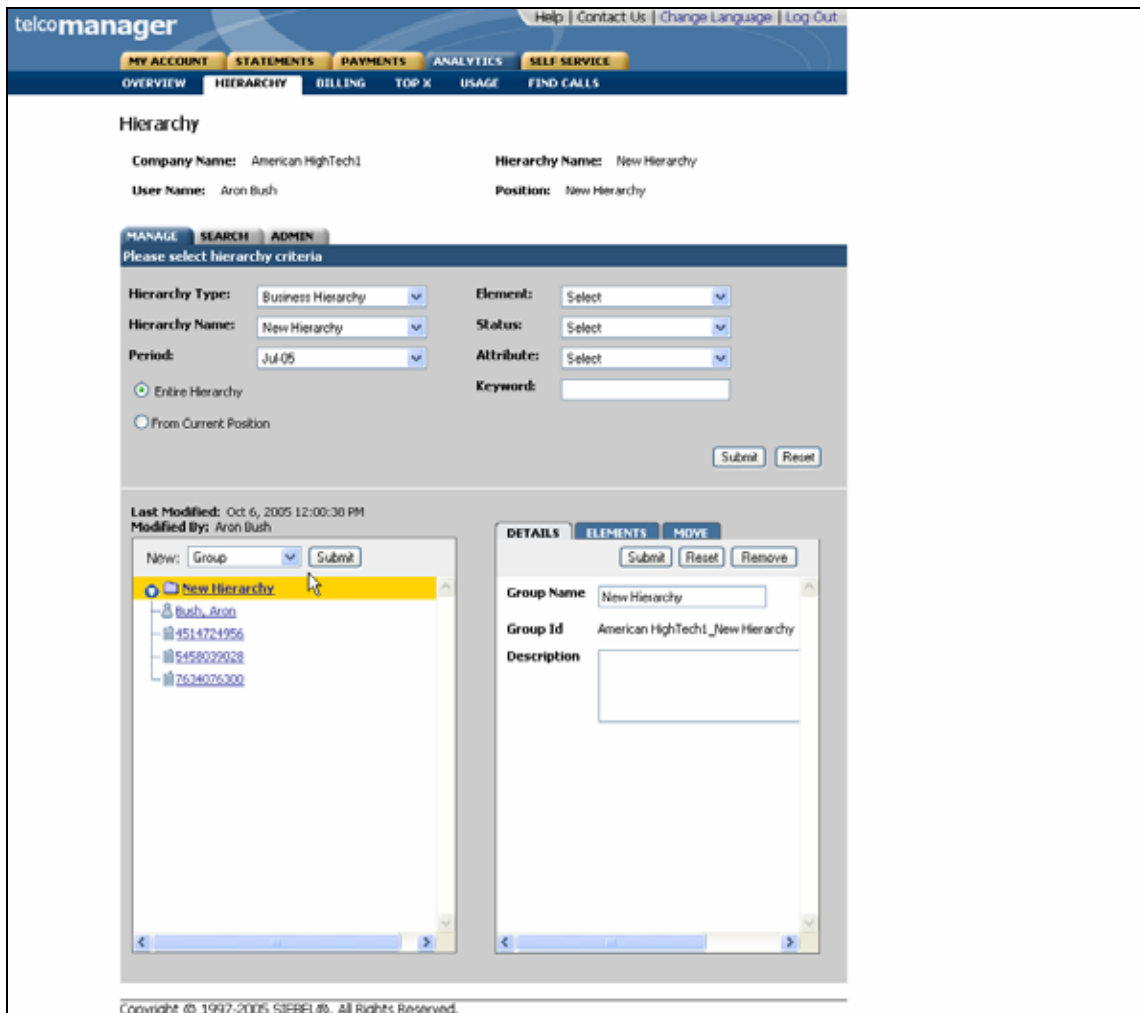 telcomanager
Help | Contact Us | Change Language | Log Out
MY ACCOUNT STATEMENTS PAYMENTS ANALYTICS SELF SERVICE
OVERVIEW HIERARCHY BILLING TOP X USAGE FIND CALLS
Hierarchy
Company Name: American HighTech1 Hierarchy Name: New Hierarchy
User Name: Aron Bush Position: New Hierarchy
MANAGE SEARCH ADMIN
Please select hierarchy criteria
Hierarchy Type: Business Hierarchy Element: Select
Hierarchy Name: New Hierarchy Status: Select
Period: Jul-05 Attribute: Select
Entire Hierarchy Keyword:
From Current Position
Submit Reset
Last Modified: Oct 6, 2005 12:00:38 PM
Modified By: Aron Bush
DETAILS ELEMENTS MOVE
New: Group Submit Submit Reset Remove
New Hierarchy Group Name New Hierarchy
Bush, Aron
4514724956 Group Id American HighTech1_New Hierarchy
5458039028 Description
7634076300
Copyright © 1997-2005 SIEBEL®. All Rights Reserved.